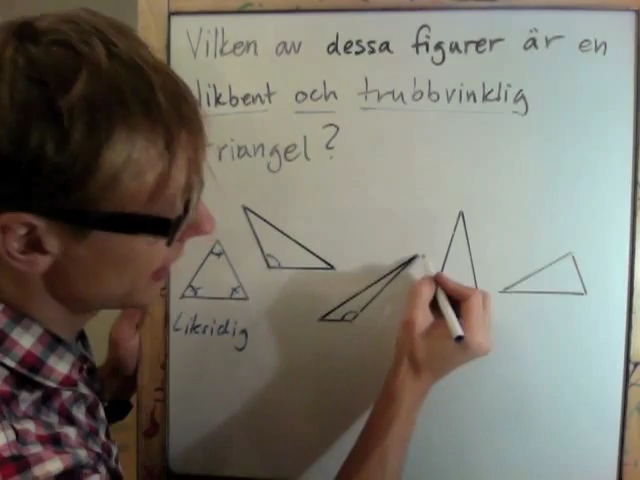 Vilken av dessa figurer är en
likbent och trubbvinklig
riangel?
Liksidig